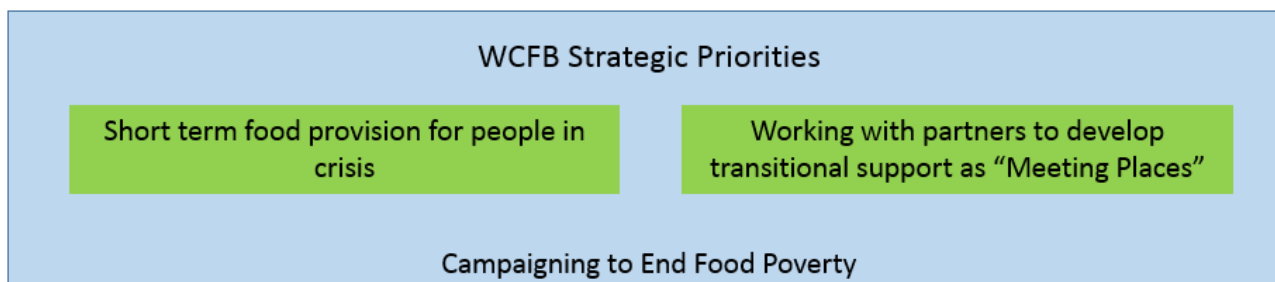 WCFB Strategic Priorities
Short term food provision for people in
crisis
Working with partners to develop
transitional support as “Meeting Places”
Campaigning to End Food Poverty